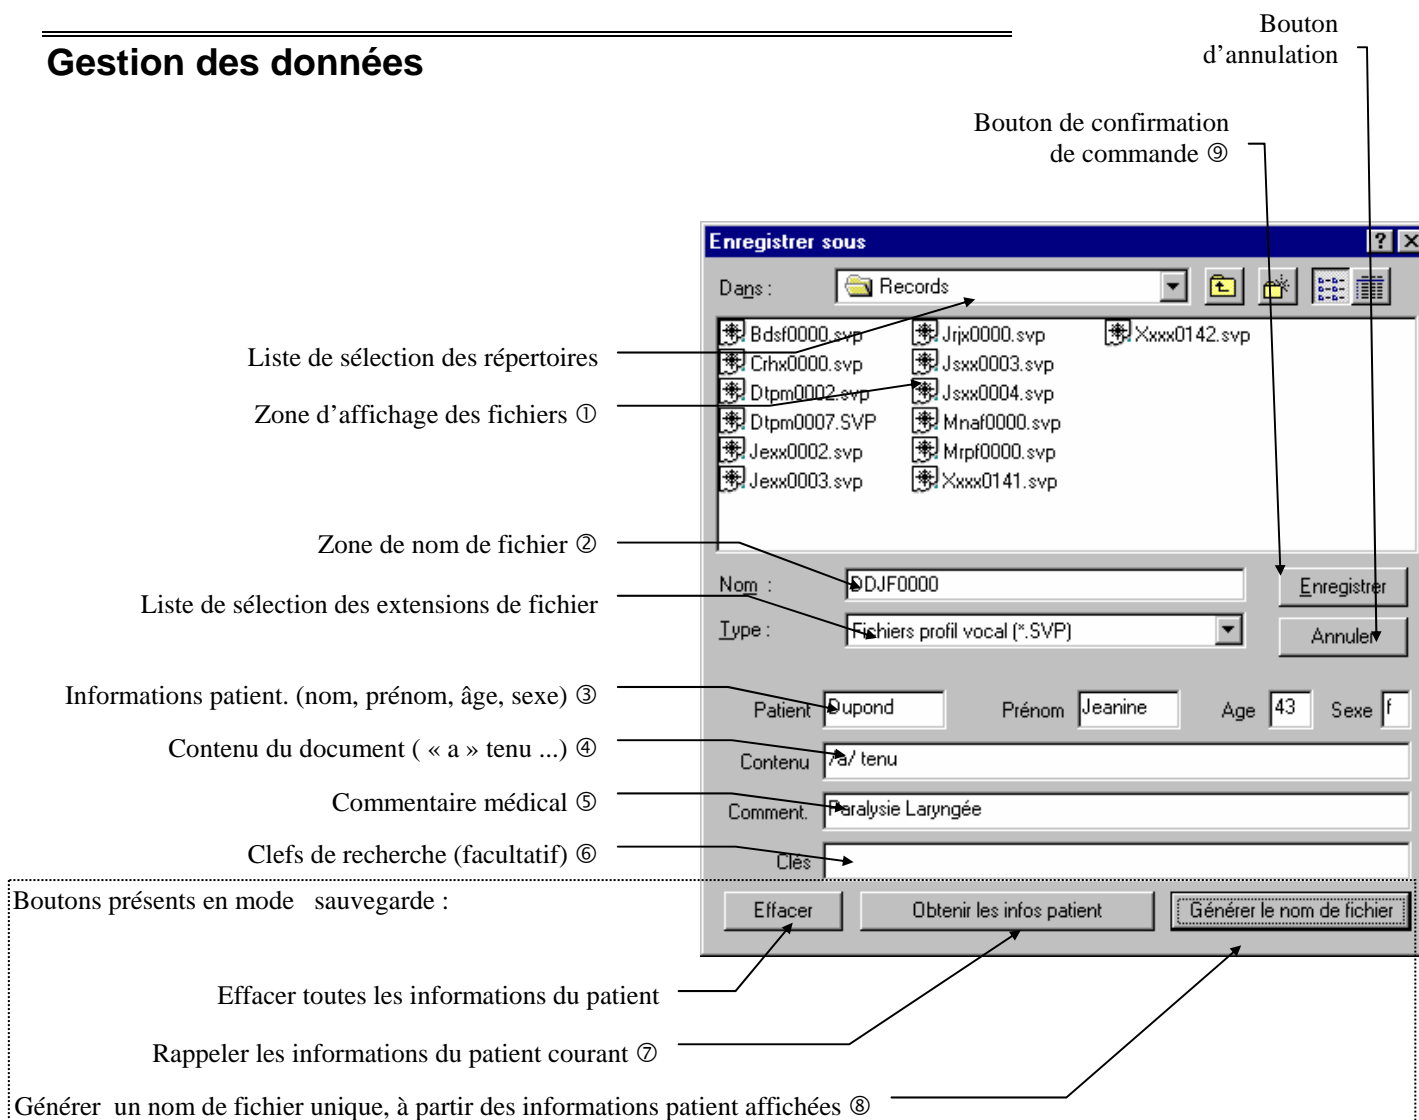 Bouton
d’annulation
Gestion des données
Bouton de confirmation
de commande ⑨
Enregistrer sous
Dans :
Records
Bdsf0000.svp
Jrjx0000.svp
Xxxx0142.svp
Liste de sélection des répertoires
Crhx0000.svp
Jsxx0003.svp
Zone d’affichage des fichiers ①
Dtpm0002.svp
Jsxx0004.svp
Dtpm0007.SVP
Mnaf0000.svp
Jexx0002.svp
Mrpf0000.svp
Jexx0003.svp
Xxxx0141.svp
Zone de nom de fichier ②
Nom :
DDJF0000
Enregistrer
Liste de sélection des extensions de fichier
Type :
Fichiers profil vocal (*.SVP)
Annuler
Informations patient. (nom, prénom, âge, sexe) ③
Patient
Dupond
Prénom
Jeanine
Age
43
Sexe
f
Contenu du document ( « a » tenu ...) ④
Contenu
/a/ tenu
Commentaire médical ⑤
Comment.
Paralysie Laryngée
Clefs de recherche (facultatif) ⑥
Clés
Boutons présents en mode sauvegarde :
Effacer
Obtenir les infos patient
Générer le nom de fichier
Effacer toutes les informations du patient
Rappeler les informations du patient courant ⑦
Générer un nom de fichier unique, à partir des informations patient affichées ⑧